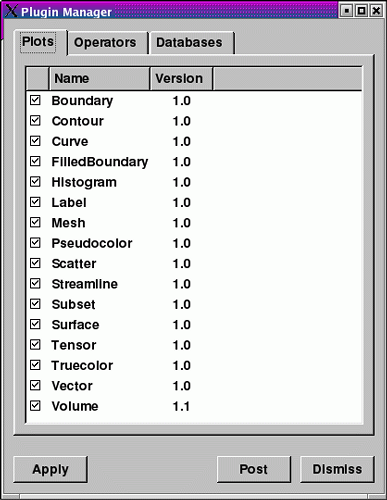 Plugin Manager
Plots Operators Databases
Name Version
Boundary 1.0
Contour 1.0
Curve 1.0
FilledBoundary 1.0
Histogram 1.0
Label 1.0
Mesh 1.0
Pseudocolor 1.0
Scatter 1.0
Streamline 1.0
Subset 1.0
Surface 1.0
Tensor 1.0
Truecolor 1.0
Vector 1.0
Volume 1.1
Apply Post Dismiss